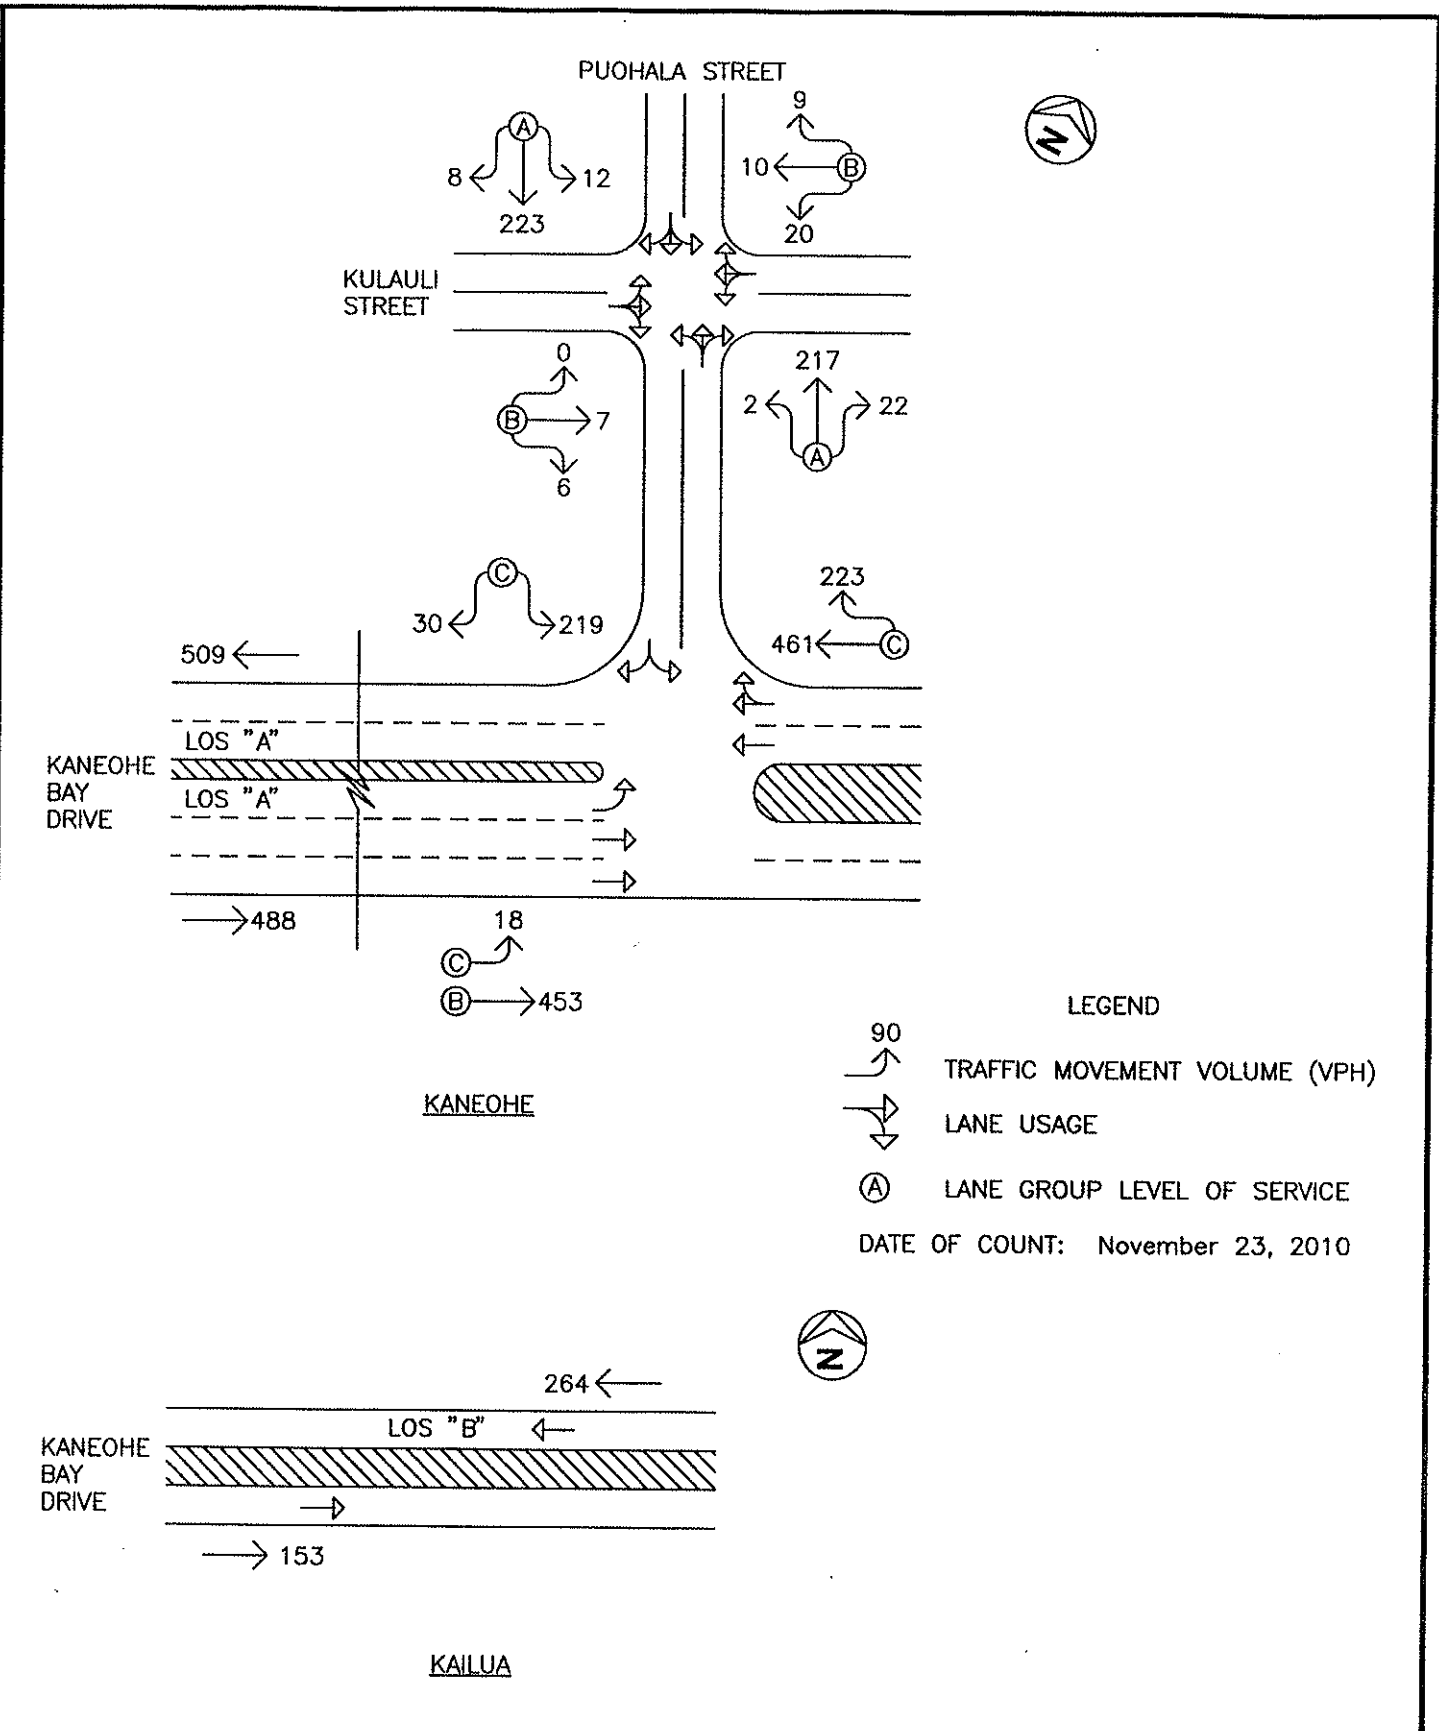 PUOHALA STREET
N
A
8
12
223
9
10
B
20
KULAULI
STREET
0
B
7
6
217
2
22
A
C
30
219
223
461
C
509
LOS "A"
KANEOHE
BAY
DRIVE
LOS "A"
488
18
C
B
453
KANEOHE
LEGEND
90
TRAFFIC MOVEMENT VOLUME (VPH)
LANE USAGE
A
LANE GROUP LEVEL OF SERVICE
DATE OF COUNT: November 23, 2010
N
264
LOS "B"
KANEOHE
BAY
DRIVE
153
KAILUA